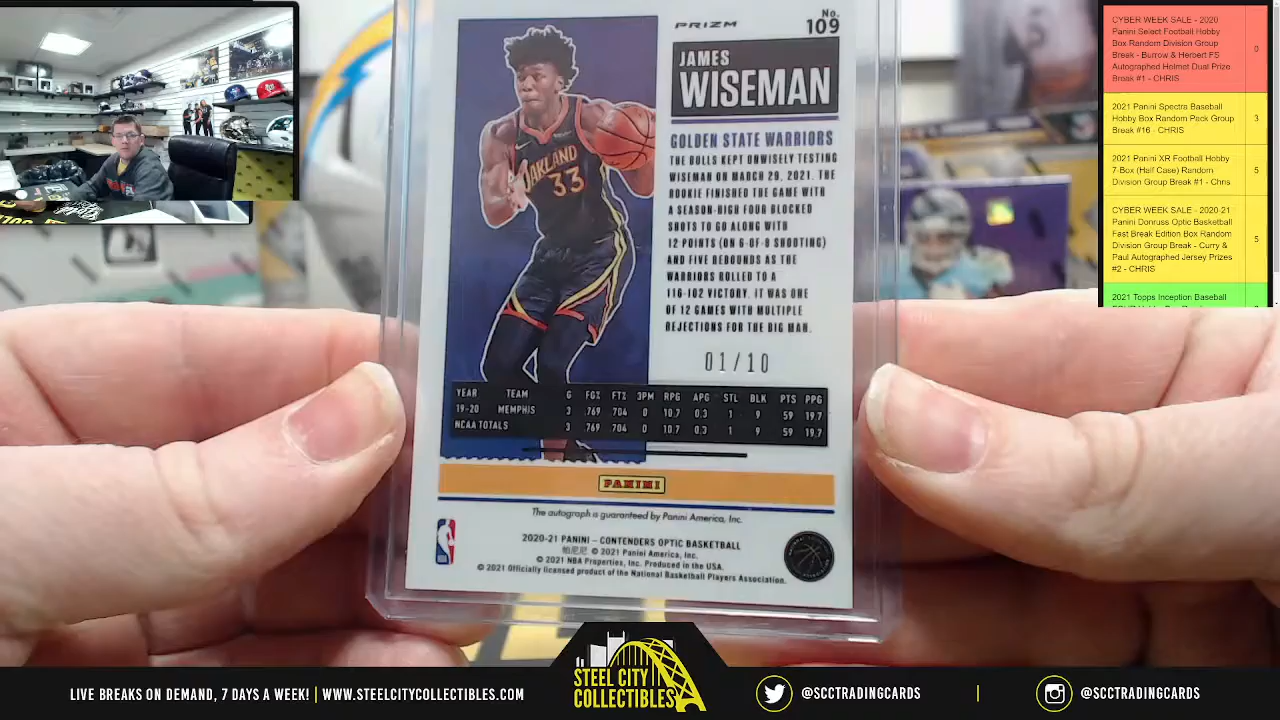 PRIZM
No.
109
JAMES
WISEMAN
GOLDEN STATE WARRIORS
THE BULLS KEPT UNWISELY TESTING
WISEMAN ON MARCH 29, 2021. THE
ROOKIE FINISHED THE GAME WITH
A SEASON-HIGH FOUR BLOCKED
SHOTS TO GO ALONG WITH
12 POINTS (ON 6-OF-8 SHOOTING)
AND FIVE REBOUNDS AS THE
WARRIORS ROLLED TO A
116-102 VICTORY. IT WAS ONE
OF 12 GAMES WITH MULTIPLE
REJECTIONS FOR THE BIG MAN.
01/10
OAKLAND
33
YEAR TEAM G FG% FT% 3PM RPG APG STL BLK PTS PPG
19-20 MEMPHIS 3 .769 .704 0 10.7 0.3 1 9 59 19.7
NCAA TOTALS 3 .769 .704 0 10.7 0.3 1 9 59 19.7
PANINI
The autograph is guaranteed by Panini America, Inc.
2020-21 PANINI – CONTENDERS OPTIC BASKETBALL
帕尼尼 © 2021 Panini America, Inc.
© 2021 NBA Properties, Inc. Produced in the USA.
© 2021 Officially licensed product of the National Basketball Players Association.
CYBER WEEK SALE - 2020
Panini Select Football Hobby
Box Random Division Group
Break - Burrow & Herbert FS
Autographed Helmet Dual Prize
Break #1 - CHRIS
0
2021 Panini Spectra Baseball
Hobby Box Random Pack Group
Break #16 - CHRIS
3
2021 Panini XR Football Hobby
7-Box (Half Case) Random
Division Group Break #1 - Chris
5
CYBER WEEK SALE - 2020-21
Panini Donruss Optic Basketball
Fast Break Edition Box Random
Division Group Break - Curry &
Paul Autographed Jersey Prizes
#2 - CHRIS
5
2021 Topps Inception Baseball
LIVE BREAKS ON DEMAND, 7 DAYS A WEEK! | WWW.STEELCITYCOLLECTIBLES.COM
STEEL CITY
COLLECTIBLES
@SCCTRADINGCARDS
@SCCTRADINGCARDS